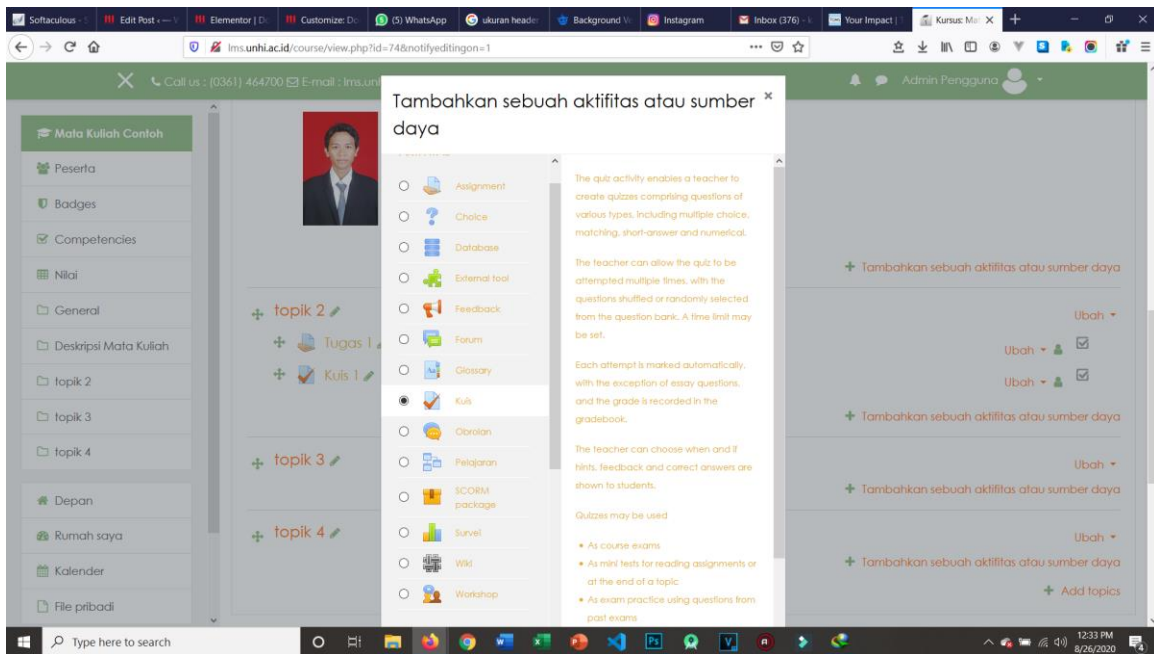 Softaculous - S
Edit Post ‹ — V
Elementor | Do
Customize: Do
(5) WhatsApp
ukuran header
Background Ve
Instagram
Inbox (376) - k
Your Impact | S
Kursus: Mat
lms.unhi.ac.id/course/view.php?id=74&notifyeditingon=1
Call us : (0361) 464700 E-mail : lms.unh
Admin Pengguna
Mata Kuliah Contoh
Peserta
Badges
Competencies
Nilai
General
Deskripsi Mata Kuliah
topik 2
topik 3
topik 4
Depan
Rumah saya
Kalender
File pribadi
topik 2
Tugas 1
Kuis 1
topik 3
topik 4
Tambahkan sebuah aktifitas atau sumber
daya
Assignment
Choice
Database
External tool
Feedback
Forum
Glossary
Kuis
Obrolan
Pelajaran
SCORM
package
Survei
Wiki
Workshop
The quiz activity enables a teacher to
create quizzes comprising questions of
various types, including multiple choice,
matching, short-answer and numerical.
The teacher can allow the quiz to be
attempted multiple times, with the
questions shuffled or randomly selected
from the question bank. A time limit may
be set.
Each attempt is marked automatically,
with the exception of essay questions,
and the grade is recorded in the
gradebook.
The teacher can choose when and if
hints, feedback and correct answers are
shown to students.
Quizzes may be used
As course exams
As mini tests for reading assignments or
at the end of a topic
As exam practice using questions from
past exams
Tambahkan sebuah aktifitas atau sumber daya
Ubah
Ubah
Ubah
Tambahkan sebuah aktifitas atau sumber daya
Ubah
Tambahkan sebuah aktifitas atau sumber daya
Ubah
Tambahkan sebuah aktifitas atau sumber daya
Add topics
Type here to search
12:33 PM
8/26/2020